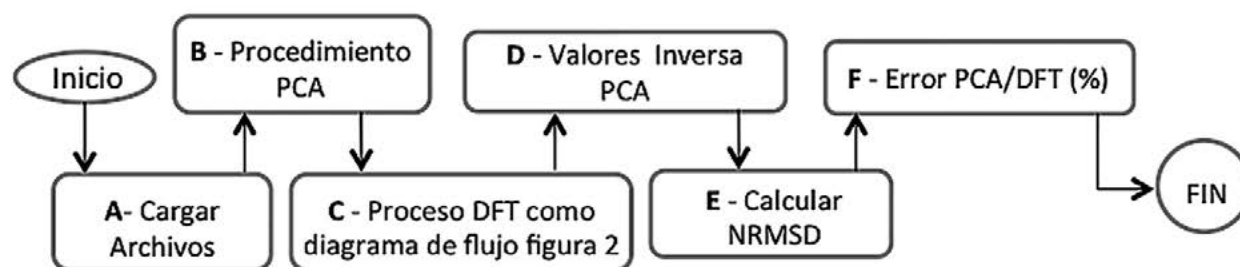 Inicio
A- Cargar
Archivos
B - Procedimiento
PCA
C - Proceso DFT como
diagrama de flujo figura 2
D - Valores Inversa
PCA
E - Calcular
NRMSD
F - Error PCA/DFT (%)
FIN